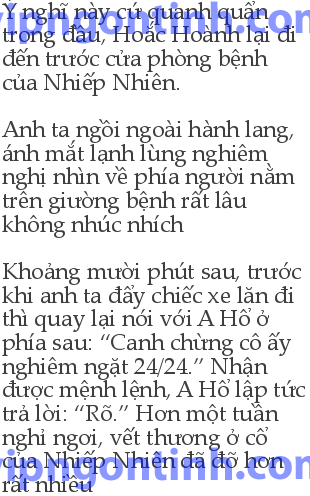 Ý nghĩ này cứ quanh quẩn
trong đầu, Hoắc Hoành lại đi
đến trước cửa phòng bệnh
của Nhiếp Nhiên.
Anh ta ngồi ngoài hành lang,
ánh mắt lạnh lùng nghiêm
nghị nhìn về phía người nằm
trên giường bệnh rất lâu
không nhúc nhích
Khoảng mười phút sau, trước
khi anh ta đẩy chiếc xe lăn đi
thì quay lại nói với A Hổ ở
phía sau: “Canh chừng cô ấy
nghiêm ngặt 24/24.” Nhận
được mệnh lệnh, A Hổ lập tức
trả lời: “Rõ.” Hơn một tuần
nghỉ ngơi, vết thương ở cổ
của Nhiếp Nhiên đã đỡ hơn
rất nhiều
vipngontinh.com
vipngontinh.com